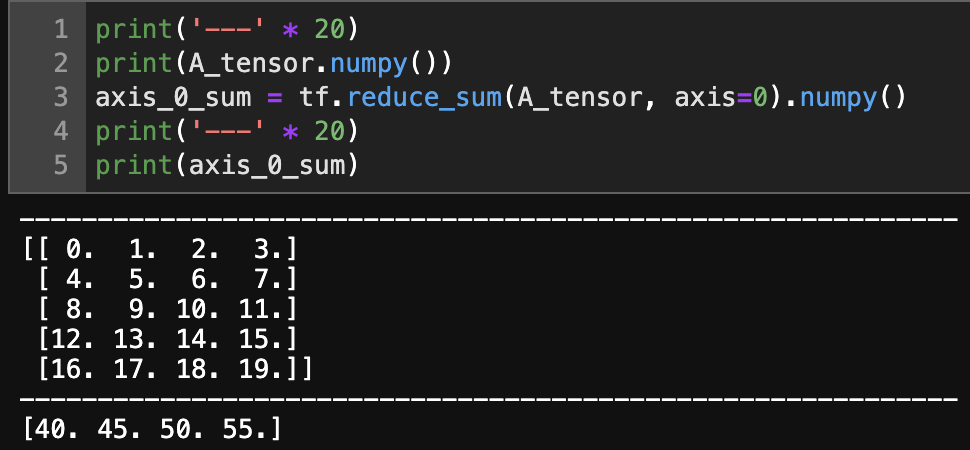 1 print('---' * 20)
2 print(A_tensor.numpy())
3 axis_0_sum = tf.reduce_sum(A_tensor, axis=0).numpy()
4 print('---' * 20)
5 print(axis_0_sum)
------------------------------------------------------------
[[ 0.  1.  2.  3.]
 [ 4.  5.  6.  7.]
 [ 8.  9. 10. 11.]
 [12. 13. 14. 15.]
 [16. 17. 18. 19.]]
------------------------------------------------------------
[40. 45. 50. 55.]